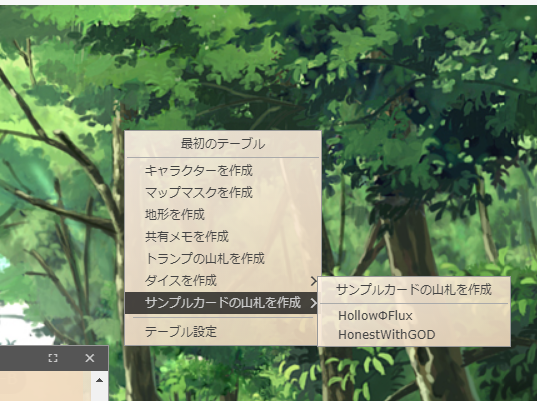 最初のテーブル
キャラクターを作成
マップマスクを作成
地形を作成
共有メモを作成
トランプの山札を作成
ダイスを作成
サンプルカードの山札を作成
テーブル設定
サンプルカードの山札を作成
HollowΦFlux
HonestWithGOD